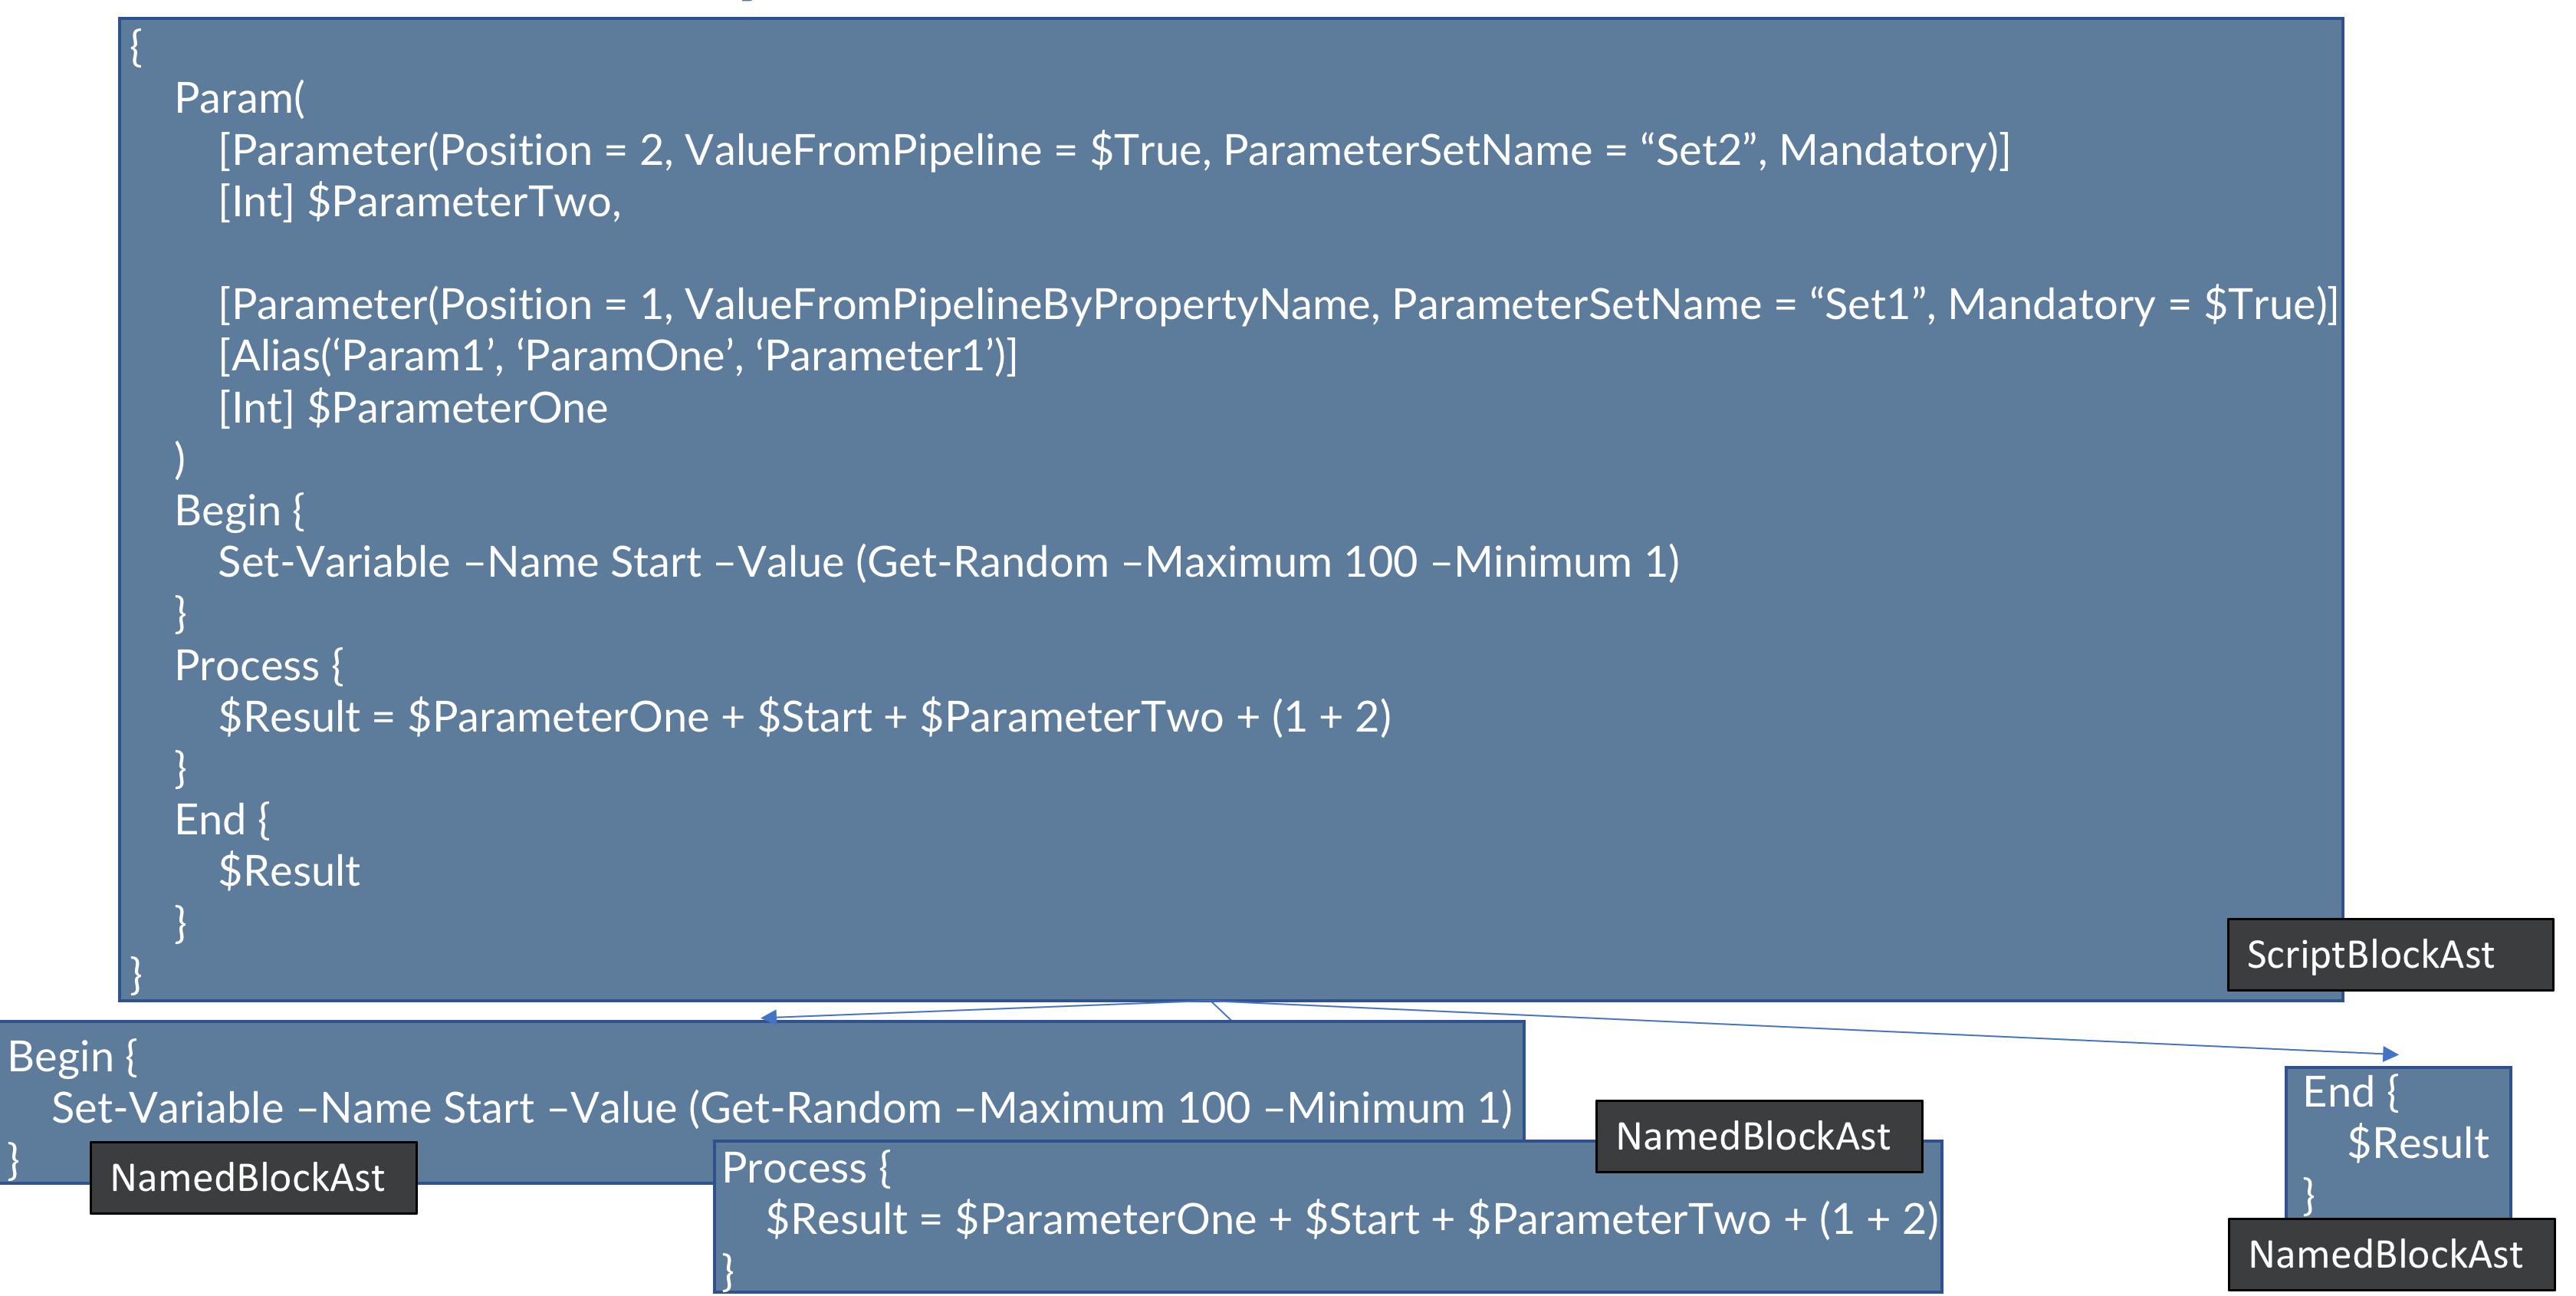 {
Param(
[Parameter(Position = 2, ValueFromPipeline = $True, ParameterSetName = “Set2”, Mandatory)]
[Int] $ParameterTwo,
[Parameter(Position = 1, ValueFromPipelineByPropertyName, ParameterSetName = “Set1”, Mandatory = $True)]
[Alias(‘Param1’, ‘ParamOne’, ‘Parameter1’)]
[Int] $ParameterOne
)
Begin {
Set-Variable –Name Start –Value (Get-Random –Maximum 100 –Minimum 1)
}
Process {
$Result = $ParameterOne + $Start + $ParameterTwo + (1 + 2)
}
End {
$Result
}
}
ScriptBlockAst
Begin {
Set-Variable –Name Start –Value (Get-Random –Maximum 100 –Minimum 1)
}
NamedBlockAst
Process {
$Result = $ParameterOne + $Start + $ParameterTwo + (1 + 2)
}
NamedBlockAst
End {
$Result
}
NamedBlockAst